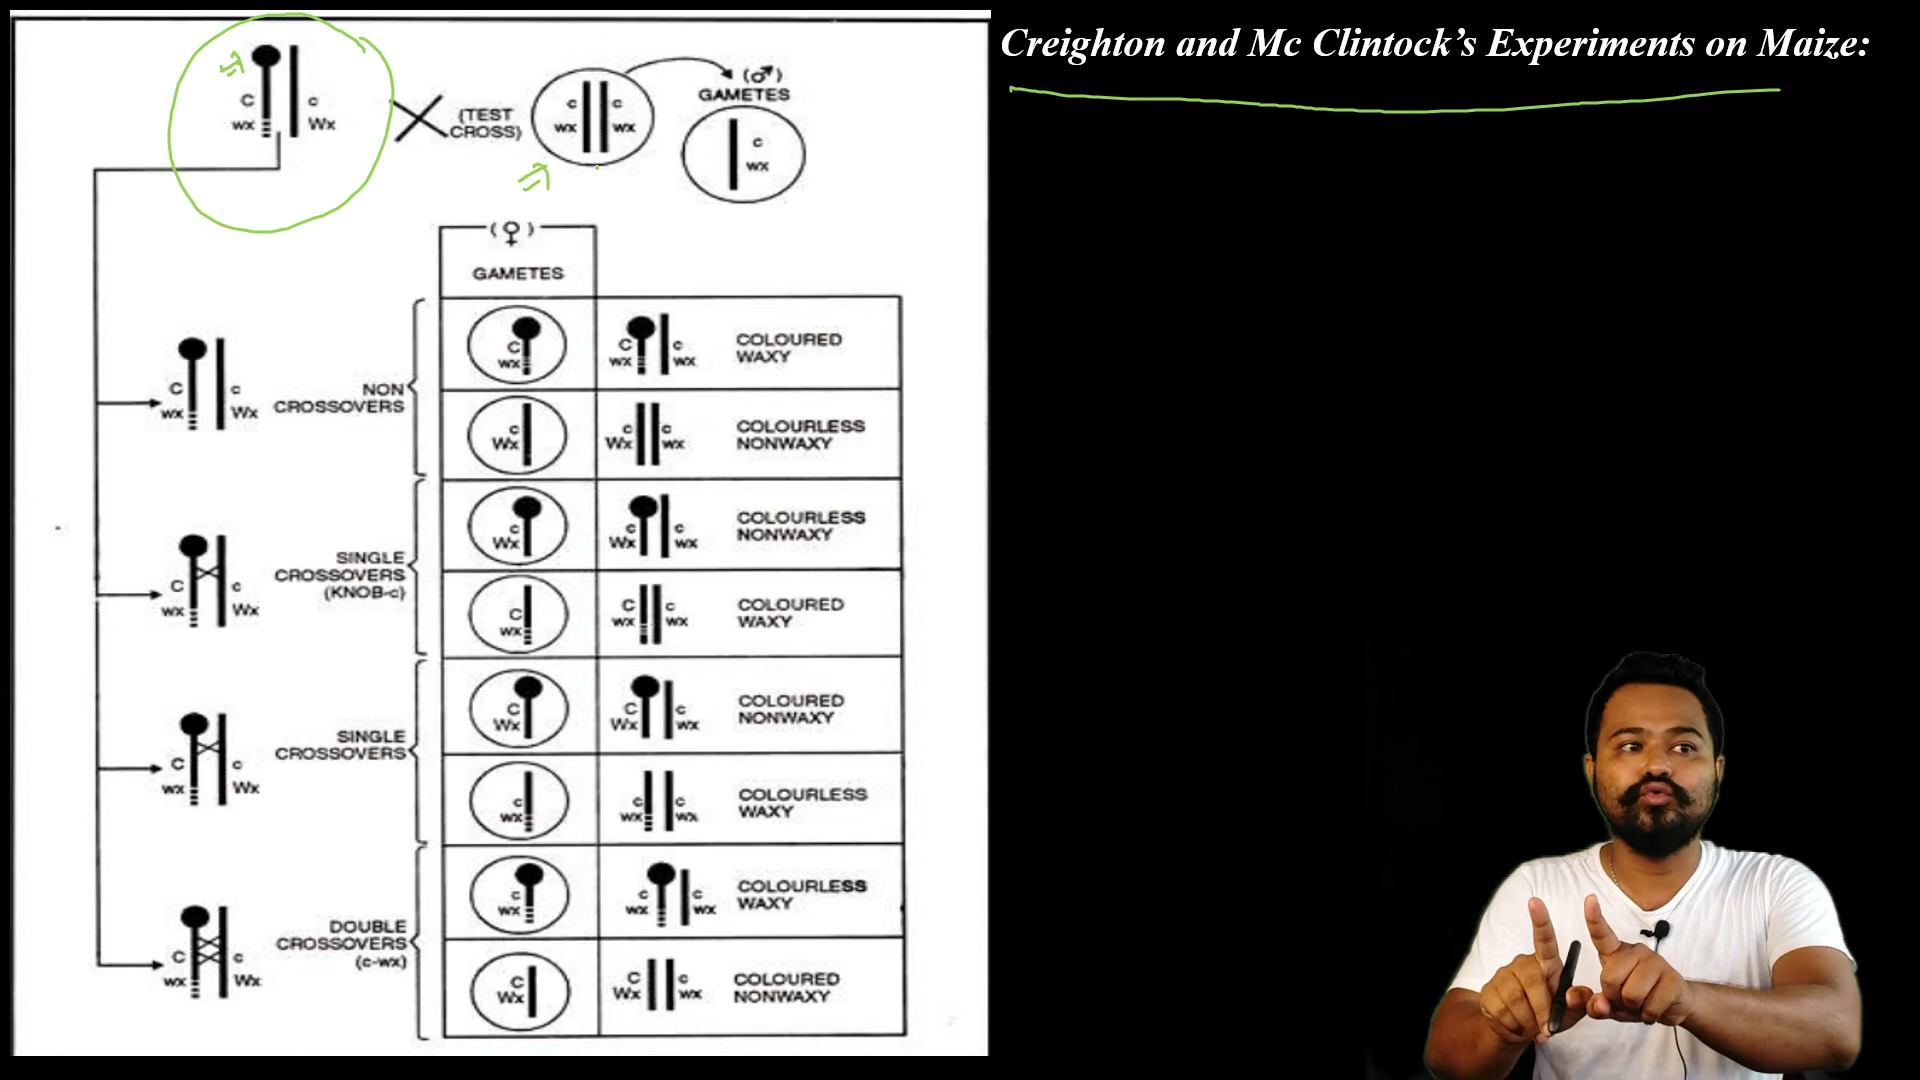 Creighton and Mc Clintock's Experiments on Maize:
C
wx
c
Wx
(TEST
CROSS)
c c
wx wx
(♂)
GAMETES
c
wx
(♀)
GAMETES
C c
wx Wx
NON
CROSSOVERS
C
wx
C c
wx wx
COLOURED
WAXY
c
Wx
c c
Wx wx
COLOURLESS
NONWAXY
C c
wx Wx
SINGLE
CROSSOVERS
(KNOB-c)
c
Wx
c c
Wx wx
COLOURLESS
NONWAXY
C
wx
C c
wx wx
COLOURED
WAXY
C c
wx Wx
SINGLE
CROSSOVERS
C
Wx
C c
Wx wx
COLOURED
NONWAXY
c
wx
c c
wx wx
COLOURLESS
WAXY
C c
wx Wx
DOUBLE
CROSSOVERS
(c-wx)
c
wx
c c
wx wx
COLOURLESS
WAXY
C
Wx
C c
Wx wx
COLOURED
NONWAXY